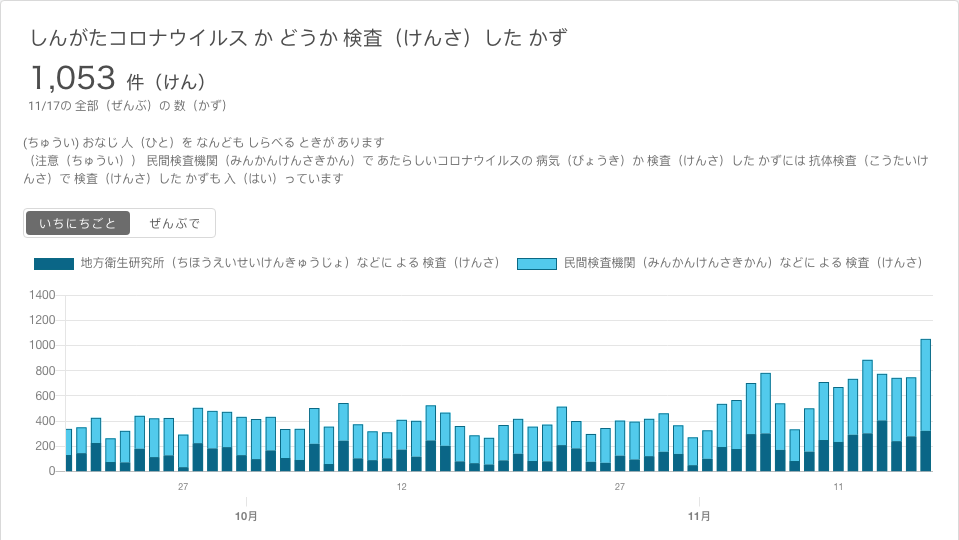 しんがたコロナウイルス か どうか 検査（けんさ）した かず
1,053 件（けん）
11/17の 全部（ぜんぶ）の 数（かず）
(ちゅうい) おなじ 人（ひと）を なんども しらべる ときが あります
（注意（ちゅうい）） 民間検査機関（みんかんけんさきかん）で あたらしいコロナウイルスの 病気（びょうき）か 検査（けんさ）した かずには 抗体検査（こうたいけ
んさ）で 検査（けんさ）した かずも 入（はい）っています
いちにちごと ぜんぶで
地方衛生研究所（ちほうえいせいけんきゅうじょ）などに よる 検査（けんさ） 民間検査機関（みんかんけんさきかん）などに よる 検査（けんさ）
1400
1200
1000
800
600
400
200
0
27 12 27 11
10月 11月